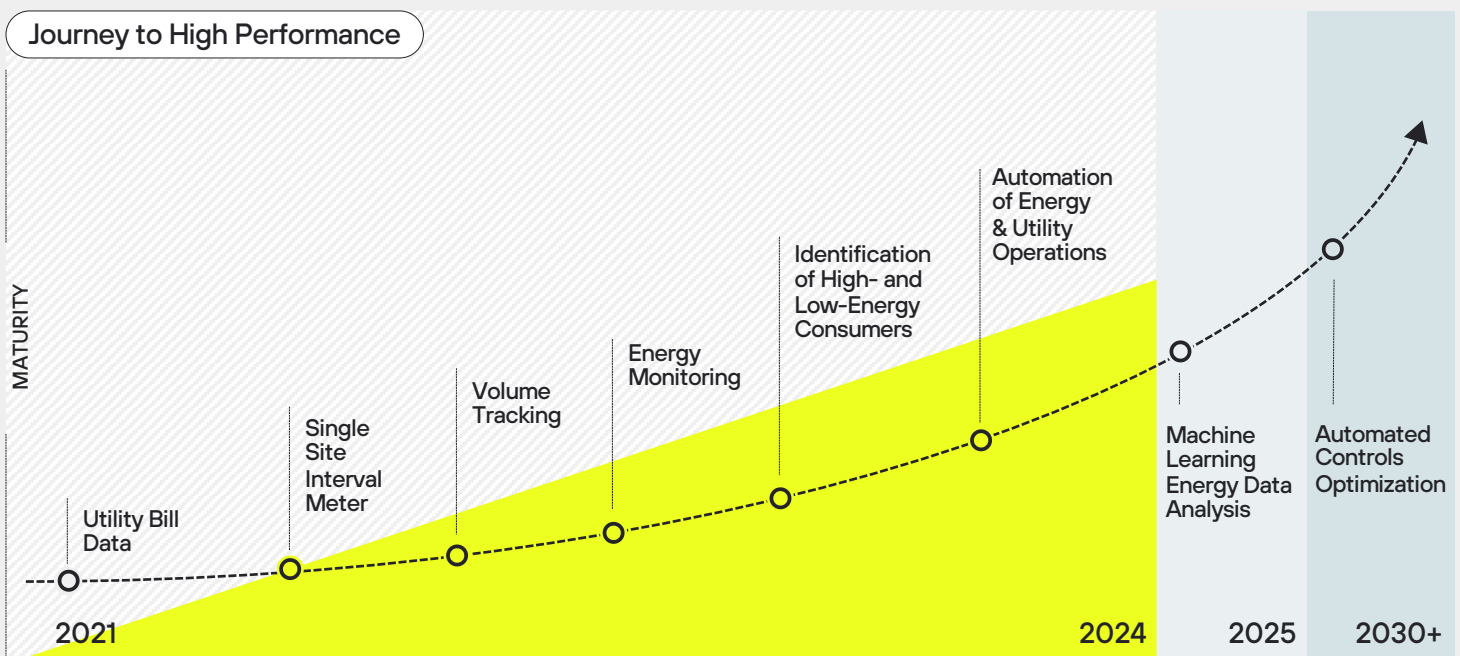 Journey to High Performance
MATURITY
Utility Bill
Data
Single
Site
Interval
Meter
Volume
Tracking
Energy
Monitoring
Identification
of High- and
Low-Energy
Consumers
Automation
of Energy
& Utility
Operations
Machine
Learning
Energy Data
Analysis
Automated
Controls
Optimization
2021
2024
2025
2030+